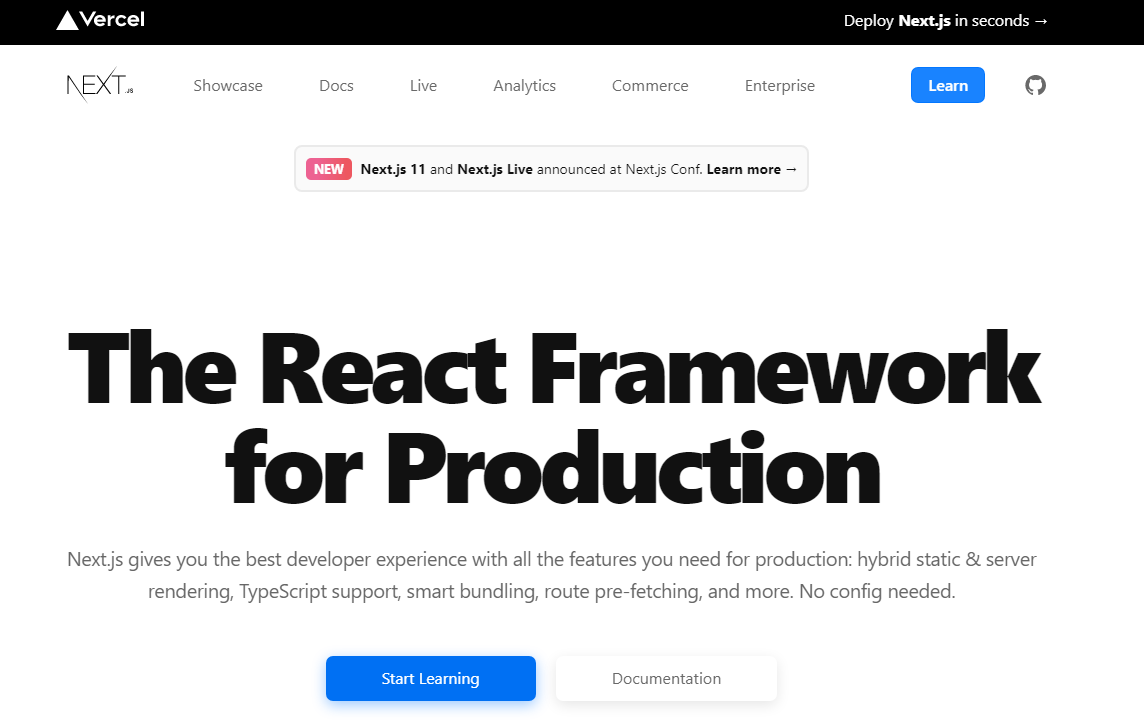 Vercel
Deploy Next.js in seconds →
NEXT.JS
Showcase
Docs
Live
Analytics
Commerce
Enterprise
Learn
NEW Next.js 11 and Next.js Live announced at Next.js Conf. Learn more →
The React Framework
for Production
Next.js gives you the best developer experience with all the features you need for production: hybrid static & server
rendering, TypeScript support, smart bundling, route pre-fetching, and more. No config needed.
Start Learning
Documentation